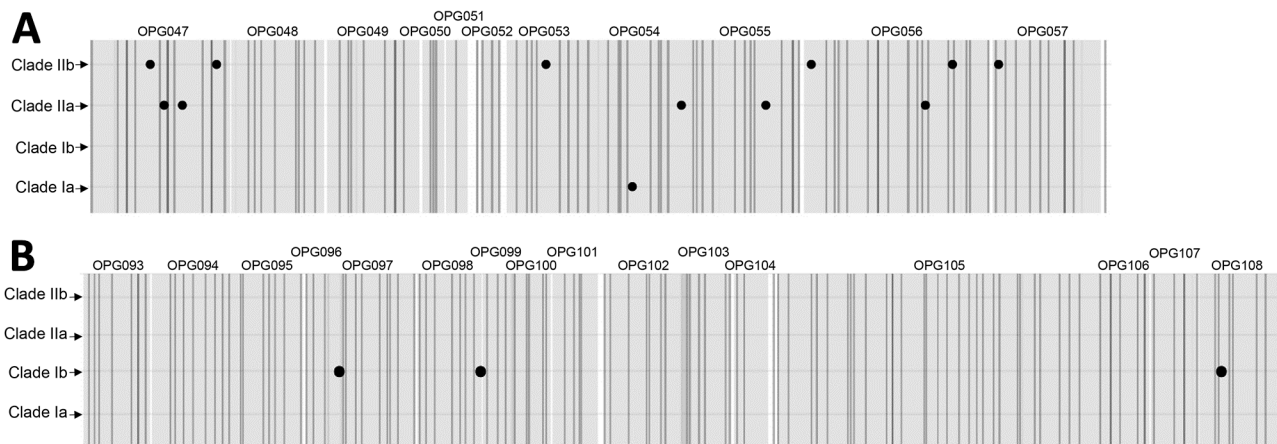 A
OPG051
OPG047 OPG048 OPG049 OPG050 OPG052 OPG053 OPG054 OPG055 OPG056 OPG057
Clade IIb
Clade IIa
Clade Ib
Clade Ia
B
OPG096 OPG099 OPG101 OPG103 OPG107
OPG093 OPG094 OPG095 OPG097 OPG098 OPG100 OPG102 OPG104 OPG105 OPG106 OPG108
Clade IIb
Clade IIa
Clade Ib
Clade Ia